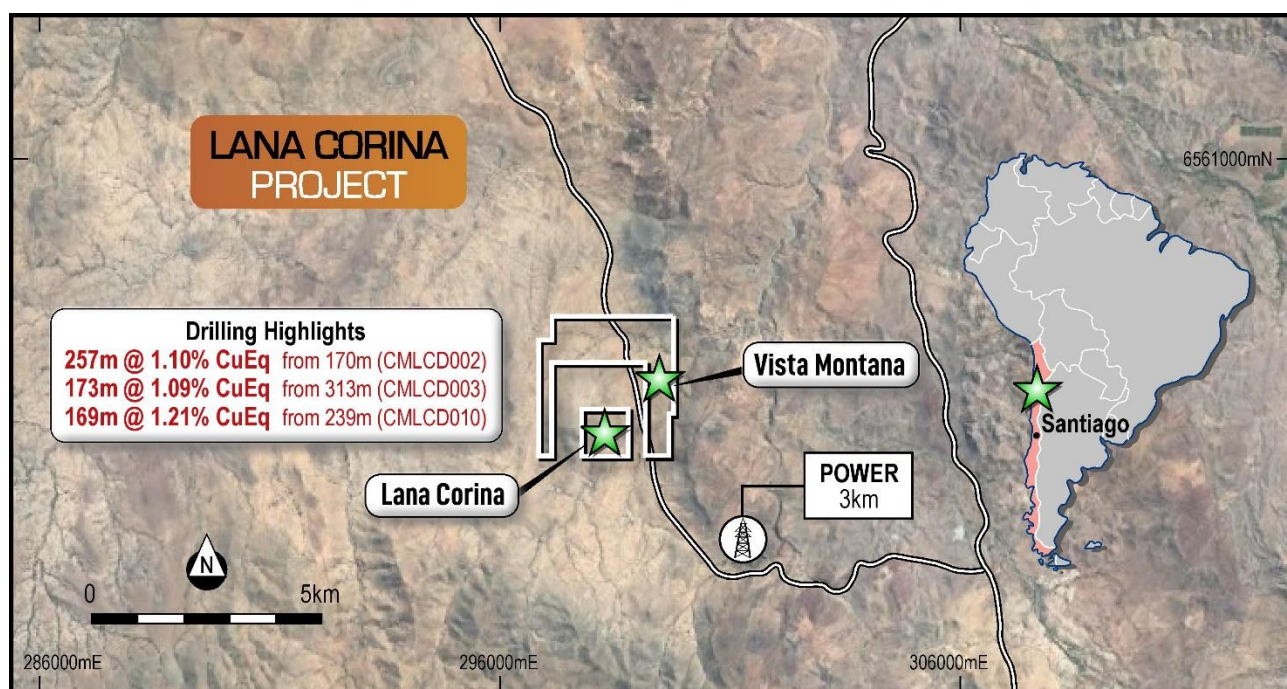 LANA CORINA
PROJECT
6561000mN
Drilling Highlights
257m @ 1.10% CuEq from 170m (CMLCD002)
173m @ 1.09% CuEq from 313m (CMLCD003)
169m @ 1.21% CuEq from 239m (CMLCD010)
Vista Montana
Santiago
Lana Corina
POWER
3km
N
0 5km
286000mE
296000mE
306000mE